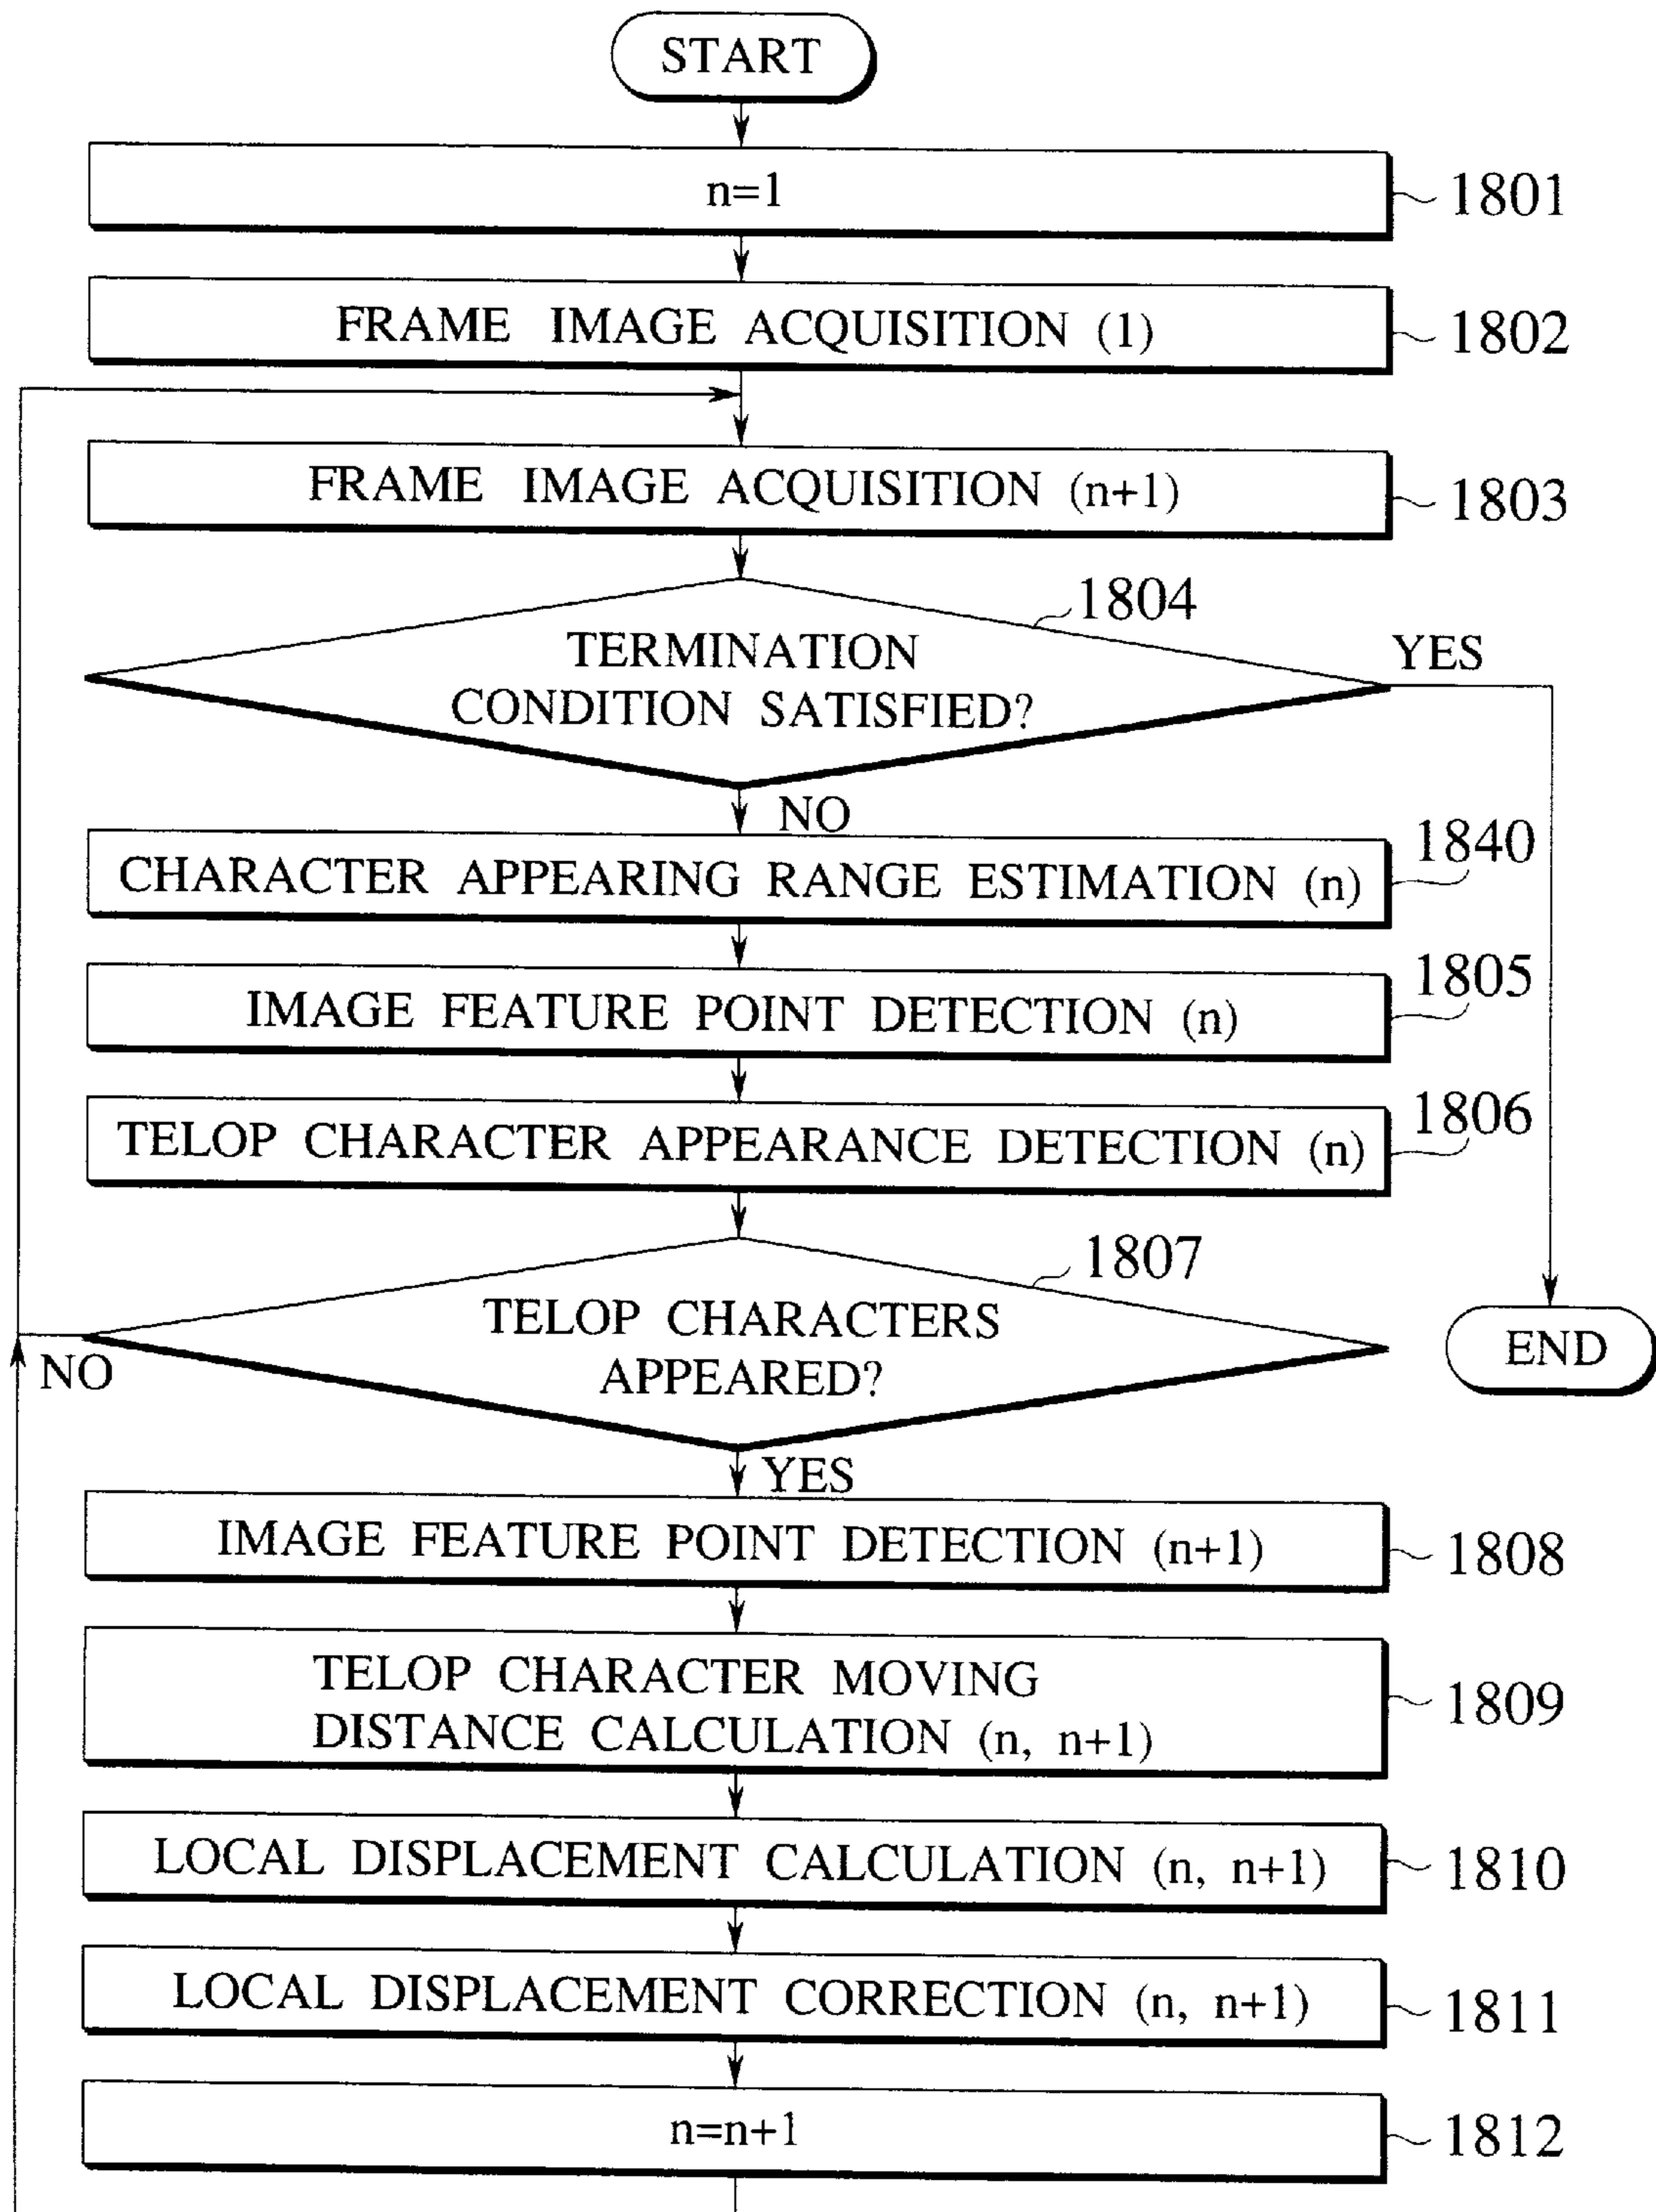 START
n=1
1801
FRAME IMAGE ACQUISITION (1)
1802
FRAME IMAGE ACQUISITION (n+1)
1803
1804
TERMINATION
CONDITION SATISFIED?
YES
NO
CHARACTER APPEARING RANGE ESTIMATION (n)
1840
IMAGE FEATURE POINT DETECTION (n)
1805
TELOP CHARACTER APPEARANCE DETECTION (n)
1806
1807
TELOP CHARACTERS
APPEARED?
END
NO
YES
IMAGE FEATURE POINT DETECTION (n+1)
1808
TELOP CHARACTER MOVING
DISTANCE CALCULATION (n, n+1)
1809
LOCAL DISPLACEMENT CALCULATION (n, n+1)
1810
LOCAL DISPLACEMENT CORRECTION (n, n+1)
1811
n=n+1
1812